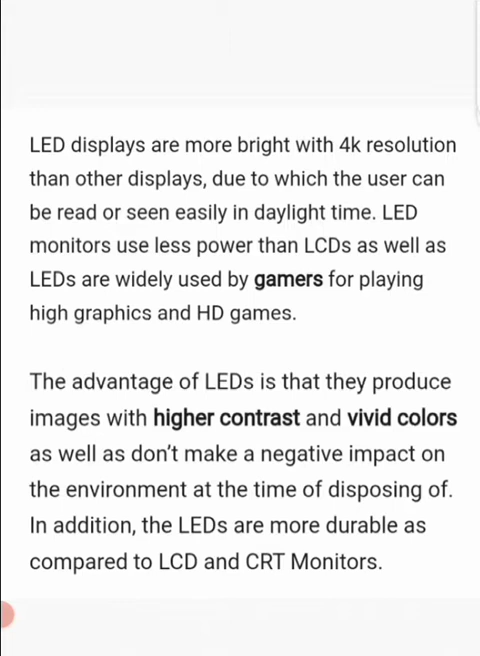 LED displays are more bright with 4k resolution
than other displays, due to which the user can
be read or seen easily in daylight time. LED
monitors use less power than LCDs as well as
LEDs are widely used by gamers for playing
high graphics and HD games.
The advantage of LEDs is that they produce
images with higher contrast and vivid colors
as well as don't make a negative impact on
the environment at the time of disposing of.
In addition, the LEDs are more durable as
compared to LCD and CRT Monitors.